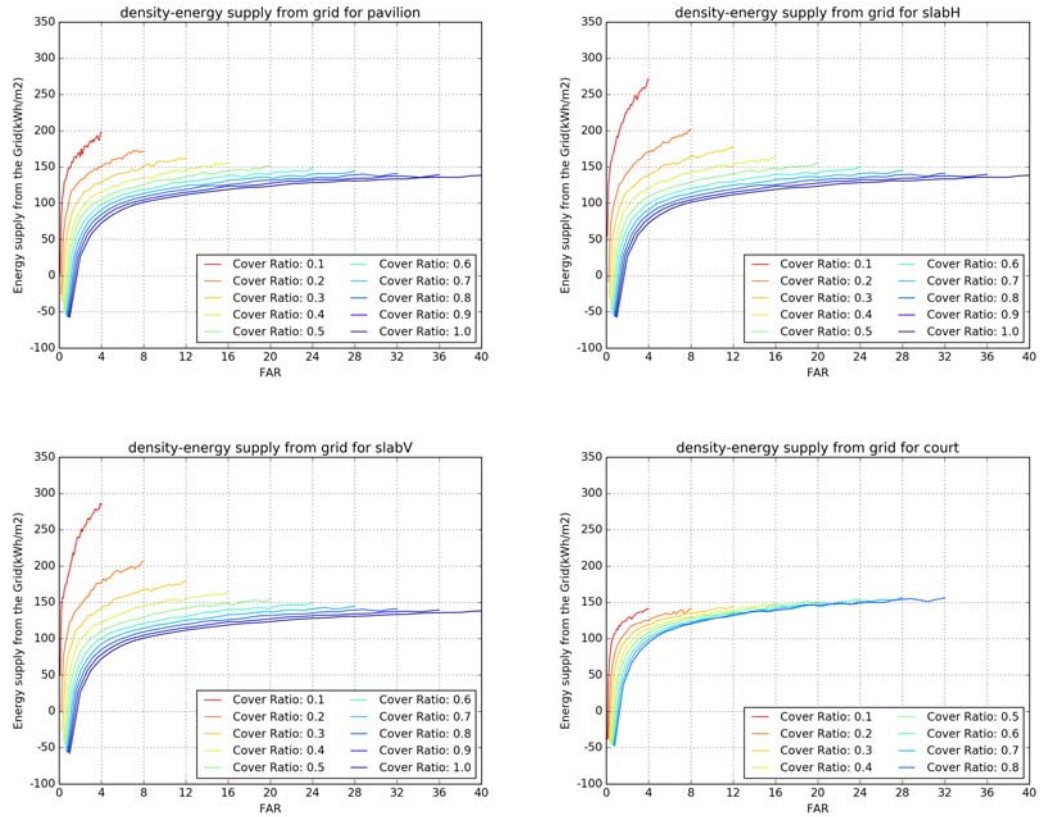 density-energy supply from grid for pavilion
350
300
250
200
150
100
50
0
-50
-100
Energy supply from the Grid(kWh/m2)
Cover Ratio: 0.1
Cover Ratio: 0.2
Cover Ratio: 0.3
Cover Ratio: 0.4
Cover Ratio: 0.5
Cover Ratio: 0.6
Cover Ratio: 0.7
Cover Ratio: 0.8
Cover Ratio: 0.9
Cover Ratio: 1.0
0 4 8 12 16 20 24 28 32 36 40
FAR
density-energy supply from grid for slabH
350
300
250
200
150
100
50
0
-50
-100
Energy supply from the Grid(kWh/m2)
Cover Ratio: 0.1
Cover Ratio: 0.2
Cover Ratio: 0.3
Cover Ratio: 0.4
Cover Ratio: 0.5
Cover Ratio: 0.6
Cover Ratio: 0.7
Cover Ratio: 0.8
Cover Ratio: 0.9
Cover Ratio: 1.0
0 4 8 12 16 20 24 28 32 36 40
FAR
density-energy supply from grid for slabV
350
300
250
200
150
100
50
0
-50
-100
Energy supply from the Grid(kWh/m2)
Cover Ratio: 0.1
Cover Ratio: 0.2
Cover Ratio: 0.3
Cover Ratio: 0.4
Cover Ratio: 0.5
Cover Ratio: 0.6
Cover Ratio: 0.7
Cover Ratio: 0.8
Cover Ratio: 0.9
Cover Ratio: 1.0
0 4 8 12 16 20 24 28 32 36 40
FAR
density-energy supply from grid for court
350
300
250
200
150
100
50
0
-50
-100
Energy supply from the Grid(kWh/m2)
Cover Ratio: 0.1
Cover Ratio: 0.2
Cover Ratio: 0.3
Cover Ratio: 0.4
Cover Ratio: 0.5
Cover Ratio: 0.6
Cover Ratio: 0.7
Cover Ratio: 0.8
0 4 8 12 16 20 24 28 32 36 40
FAR